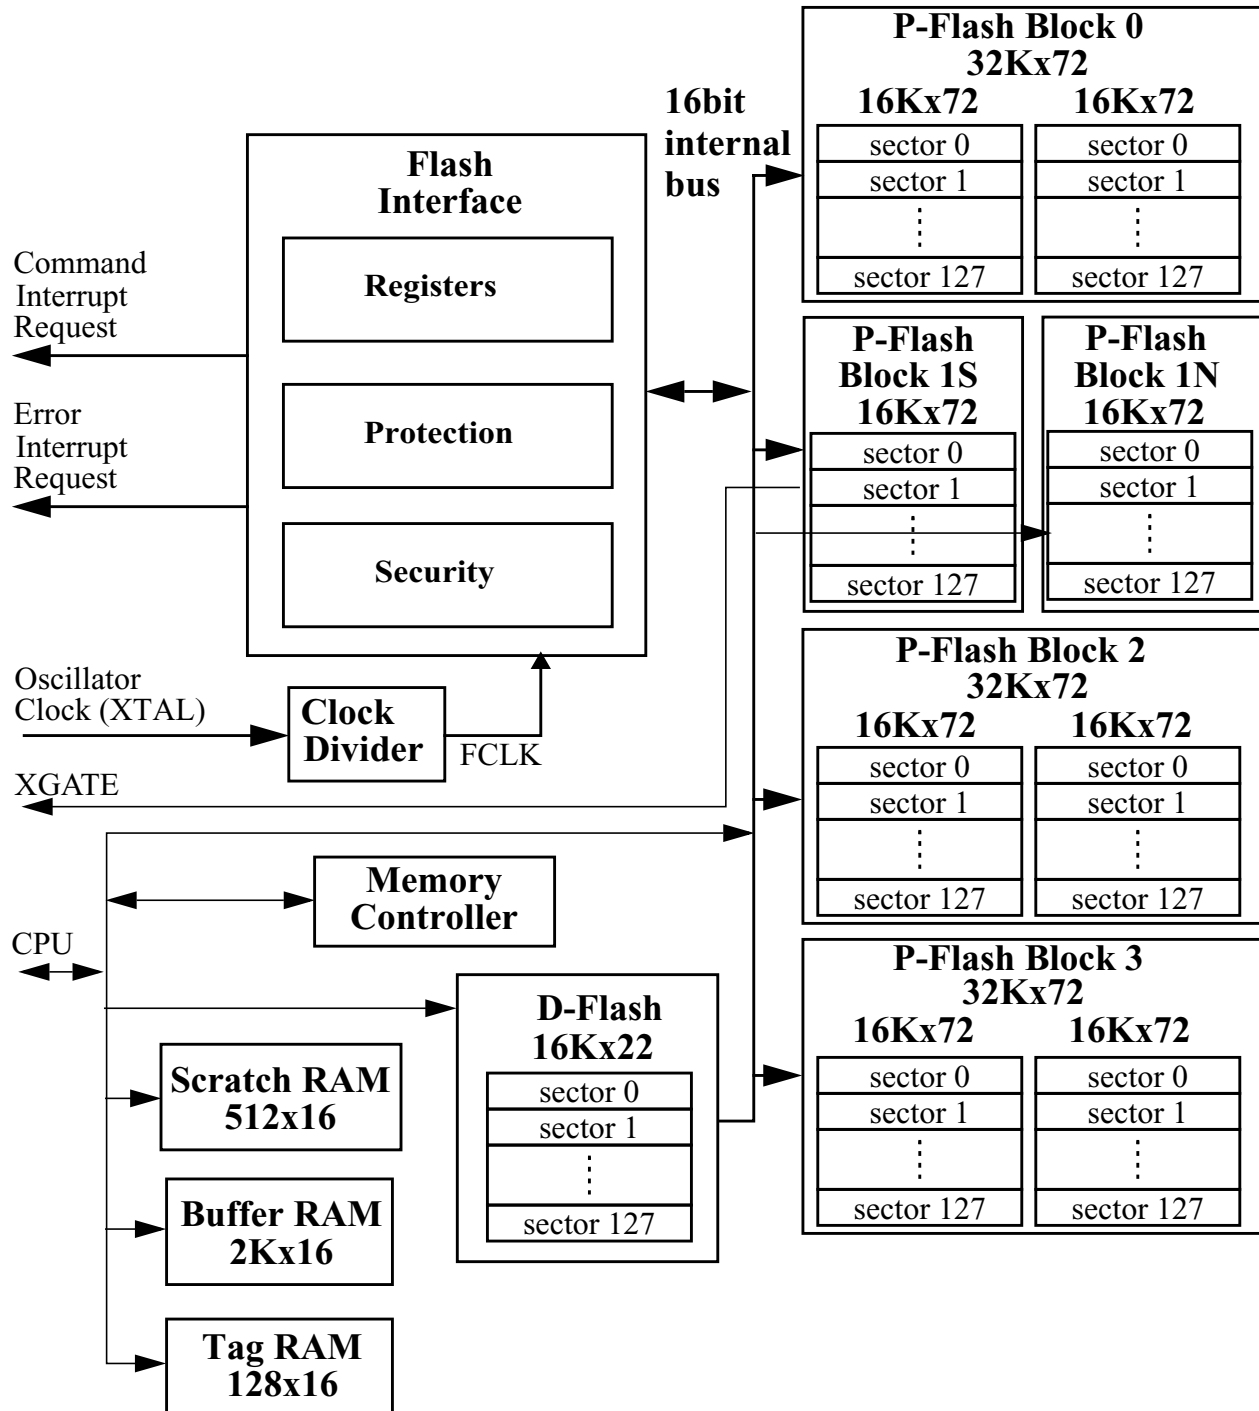 P-Flash Block 0
32Kx72
16Kx72 16Kx72
sector 0 sector 0
sector 1 sector 1
sector 127 sector 127
16bit
internal
bus
Flash
Interface
Registers
Protection
Security
Command
Interrupt
Request
Error
Interrupt
Request
P-Flash
Block 1S
16Kx72
sector 0
sector 1
sector 127
P-Flash
Block 1N
16Kx72
sector 0
sector 1
sector 127
Oscillator
Clock (XTAL)
Clock
Divider
FCLK
XGATE
P-Flash Block 2
32Kx72
16Kx72 16Kx72
sector 0 sector 0
sector 1 sector 1
sector 127 sector 127
Memory
Controller
CPU
D-Flash
16Kx22
sector 0
sector 1
sector 127
P-Flash Block 3
32Kx72
16Kx72 16Kx72
sector 0 sector 0
sector 1 sector 1
sector 127 sector 127
Scratch RAM
512x16
Buffer RAM
2Kx16
Tag RAM
128x16